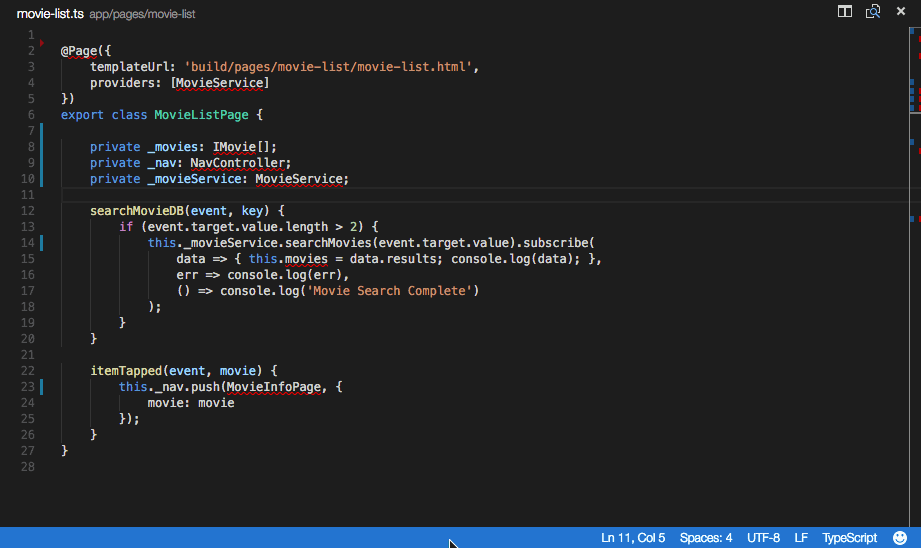 movie-list.ts app/pages/movie-list
1
2 @Page({
3     templateUrl: 'build/pages/movie-list/movie-list.html',
4     providers: [MovieService]
5 })
6 export class MovieListPage {
7
8     private _movies: IMovie[];
9     private _nav: NavController;
10     private _movieService: MovieService;
11
12     searchMovieDB(event, key) {
13         if (event.target.value.length > 2) {
14             this._movieService.searchMovies(event.target.value).subscribe(
15                 data => { this.movies = data.results; console.log(data); },
16                 err => console.log(err),
17                 () => console.log('Movie Search Complete')
18             );
19         }
20     }
21
22     itemTapped(event, movie) {
23         this._nav.push(MovieInfoPage, {
24             movie: movie
25         });
26     }
27 }
28
Ln 11, Col 5 Spaces: 4 UTF-8 LF TypeScript